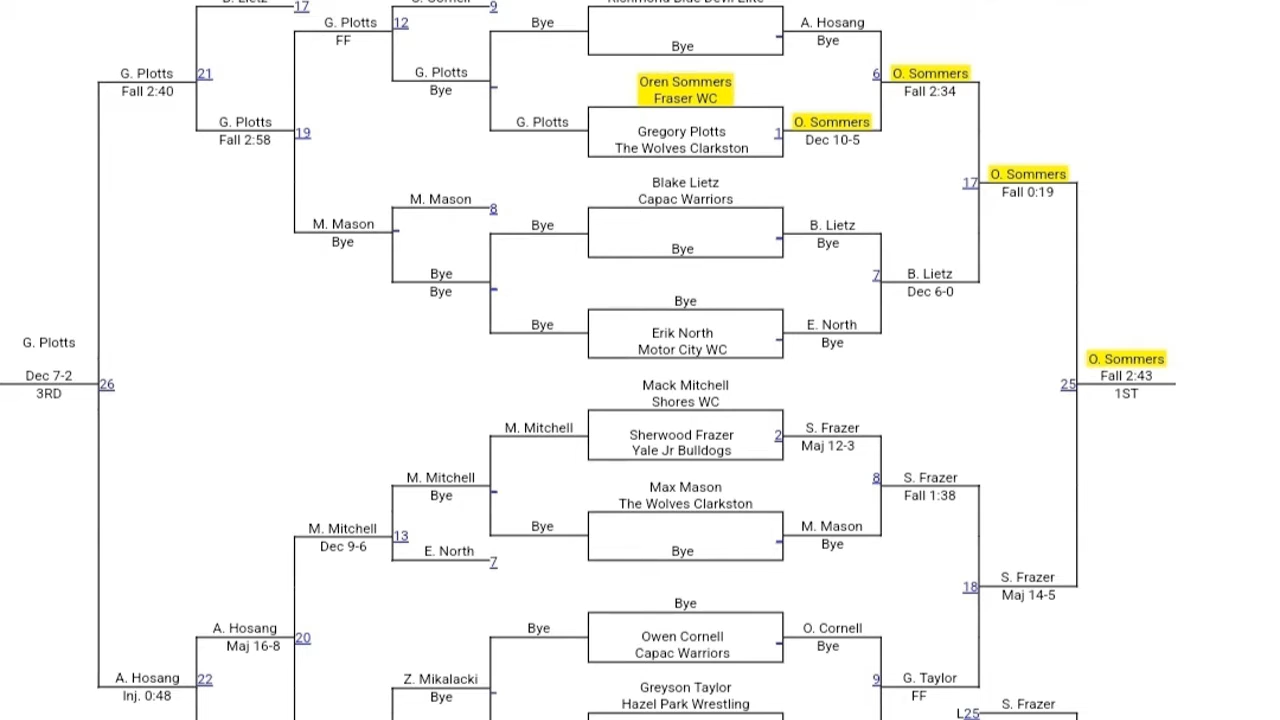 B. Lietz
17
9
Richmond Blue Devil Elite
G. Plotts
12
FF
Bye
A. Hosang
Bye
Bye
G. Plotts
21
Fall 2:40
G. Plotts
Bye
Oren Sommers
Fraser WC
6
O. Sommers
Fall 2:34
G. Plotts
19
Fall 2:58
G. Plotts
Gregory Plotts
The Wolves Clarkston
1
O. Sommers
Dec 10-5
Blake Lietz
Capac Warriors
17
O. Sommers
Fall 0:19
M. Mason
8
M. Mason
Bye
Bye
Bye
B. Lietz
Bye
Bye
Bye
7
B. Lietz
Dec 6-0
Bye
Bye
Erik North
Motor City WC
E. North
Bye
G. Plotts
Dec 7-2
3RD
26
O. Sommers
25
Fall 2:43
1ST
Mack Mitchell
Shores WC
M. Mitchell
Sherwood Frazer
Yale Jr Bulldogs
2
S. Frazer
Maj 12-3
M. Mitchell
Bye
Max Mason
The Wolves Clarkston
8
S. Frazer
Fall 1:38
M. Mitchell
13
Dec 9-6
E. North
7
Bye
Bye
M. Mason
Bye
18
S. Frazer
Maj 14-5
Bye
A. Hosang
20
Maj 16-8
Bye
Owen Cornell
Capac Warriors
O. Cornell
Bye
A. Hosang
22
Inj. 0:48
Z. Mikalacki
Bye
Greyson Taylor
Hazel Park Wrestling
9
G. Taylor
FF
L25
S. Frazer